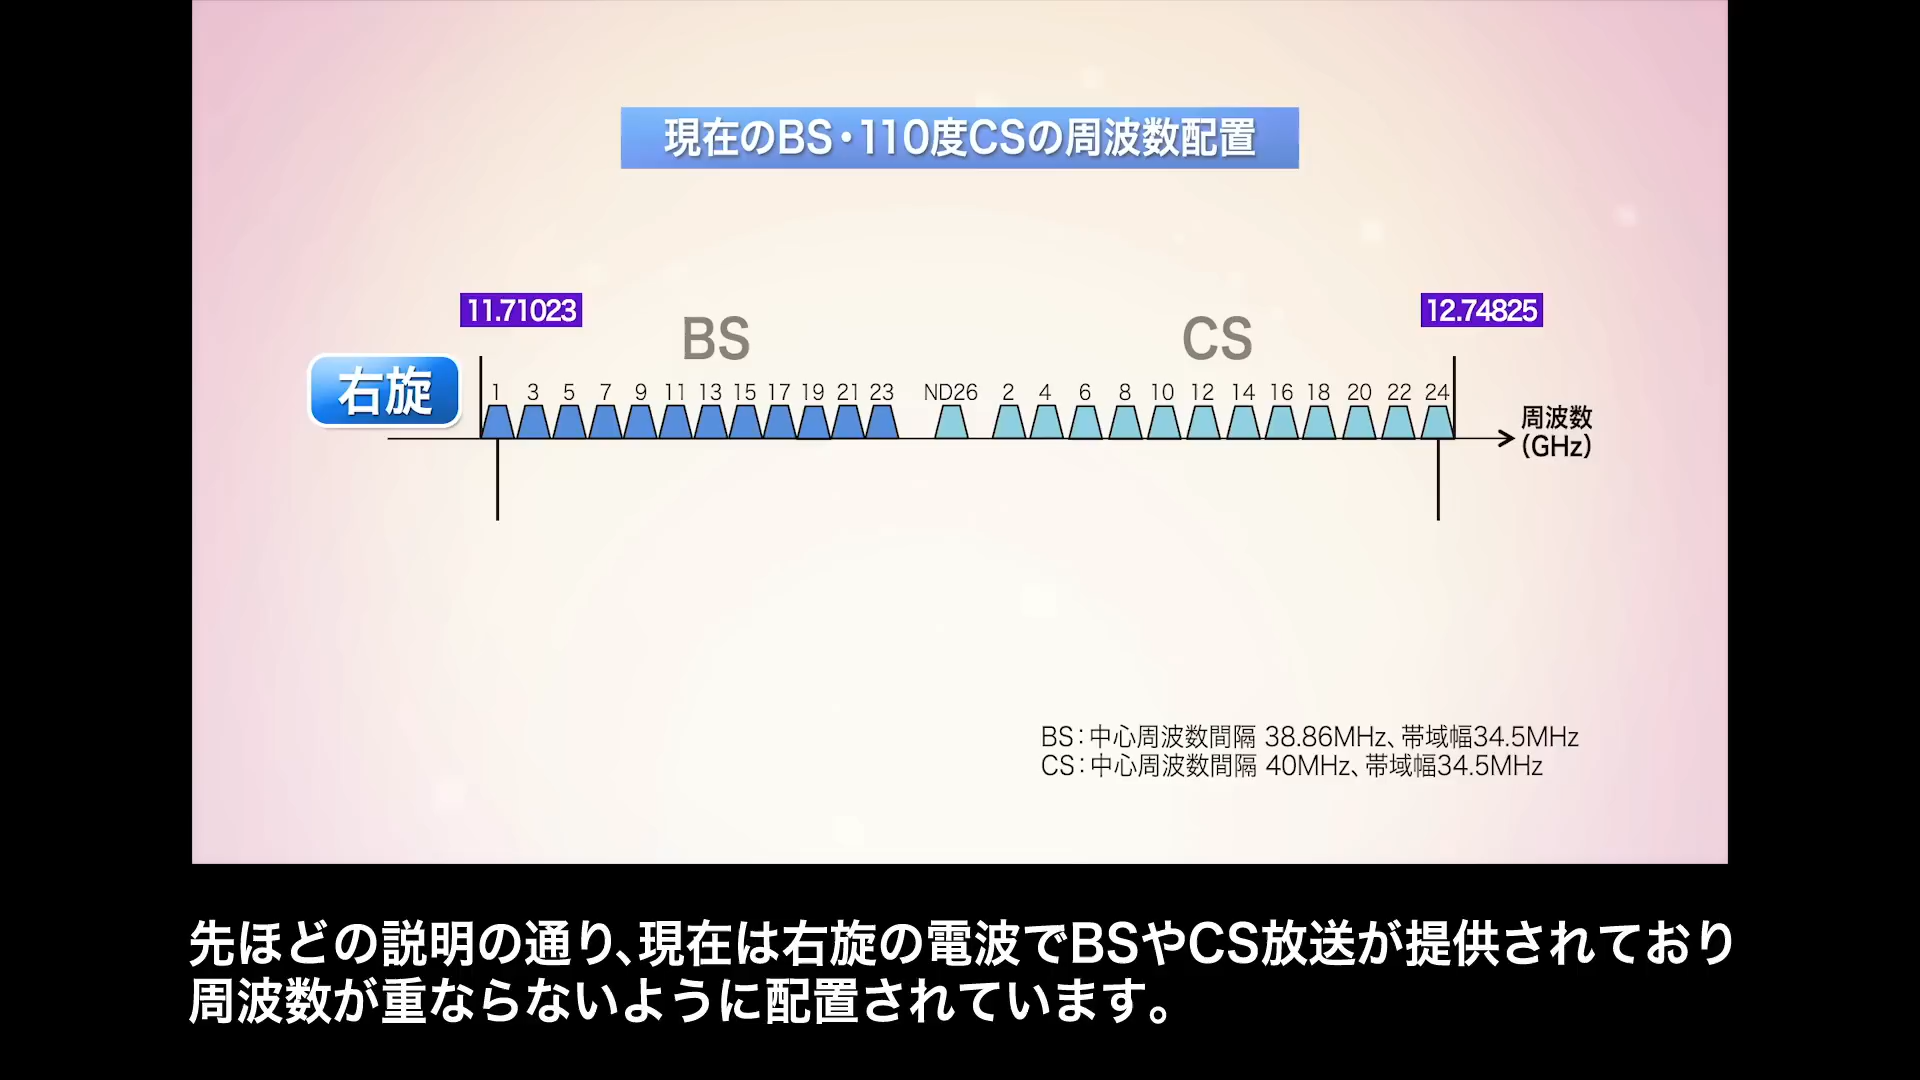 現在のBS・110度CSの周波数配置
11.71023
12.74825
BS
CS
右旋
1 3 5 7 9 11 13 15 17 19 21 23 ND26 2 4 6 8 10 12 14 16 18 20 22 24
周波数
(GHz)
BS：中心周波数間隔 38.86MHz、帯域幅34.5MHz
CS：中心周波数間隔 40MHz、帯域幅34.5MHz
先ほどの説明の通り、現在は右旋の電波でBSやCS放送が提供されており
周波数が重ならないように配置されています。